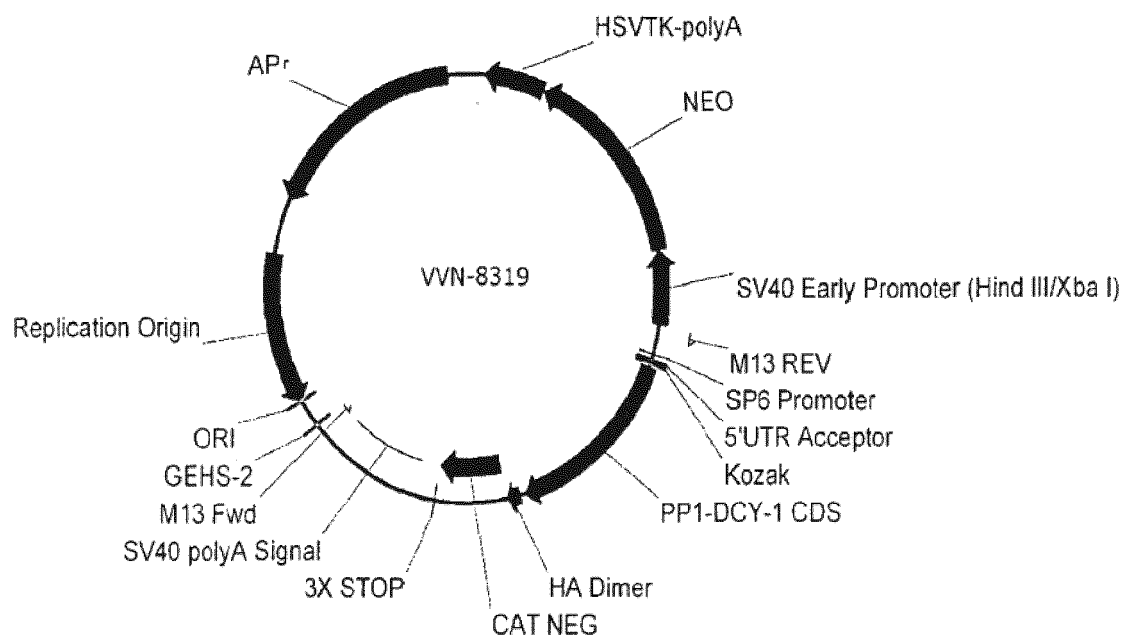 HSVTK-polyA
APr
NEO
VVN-8319
SV40 Early Promoter (Hind III/Xba I)
Replication Origin
M13 REV
SP6 Promoter
5'UTR Acceptor
Kozak
PP1-DCY-1 CDS
ORI
GEHS-2
M13 Fwd
SV40 polyA Signal
3X STOP
HA Dimer
CAT NEG